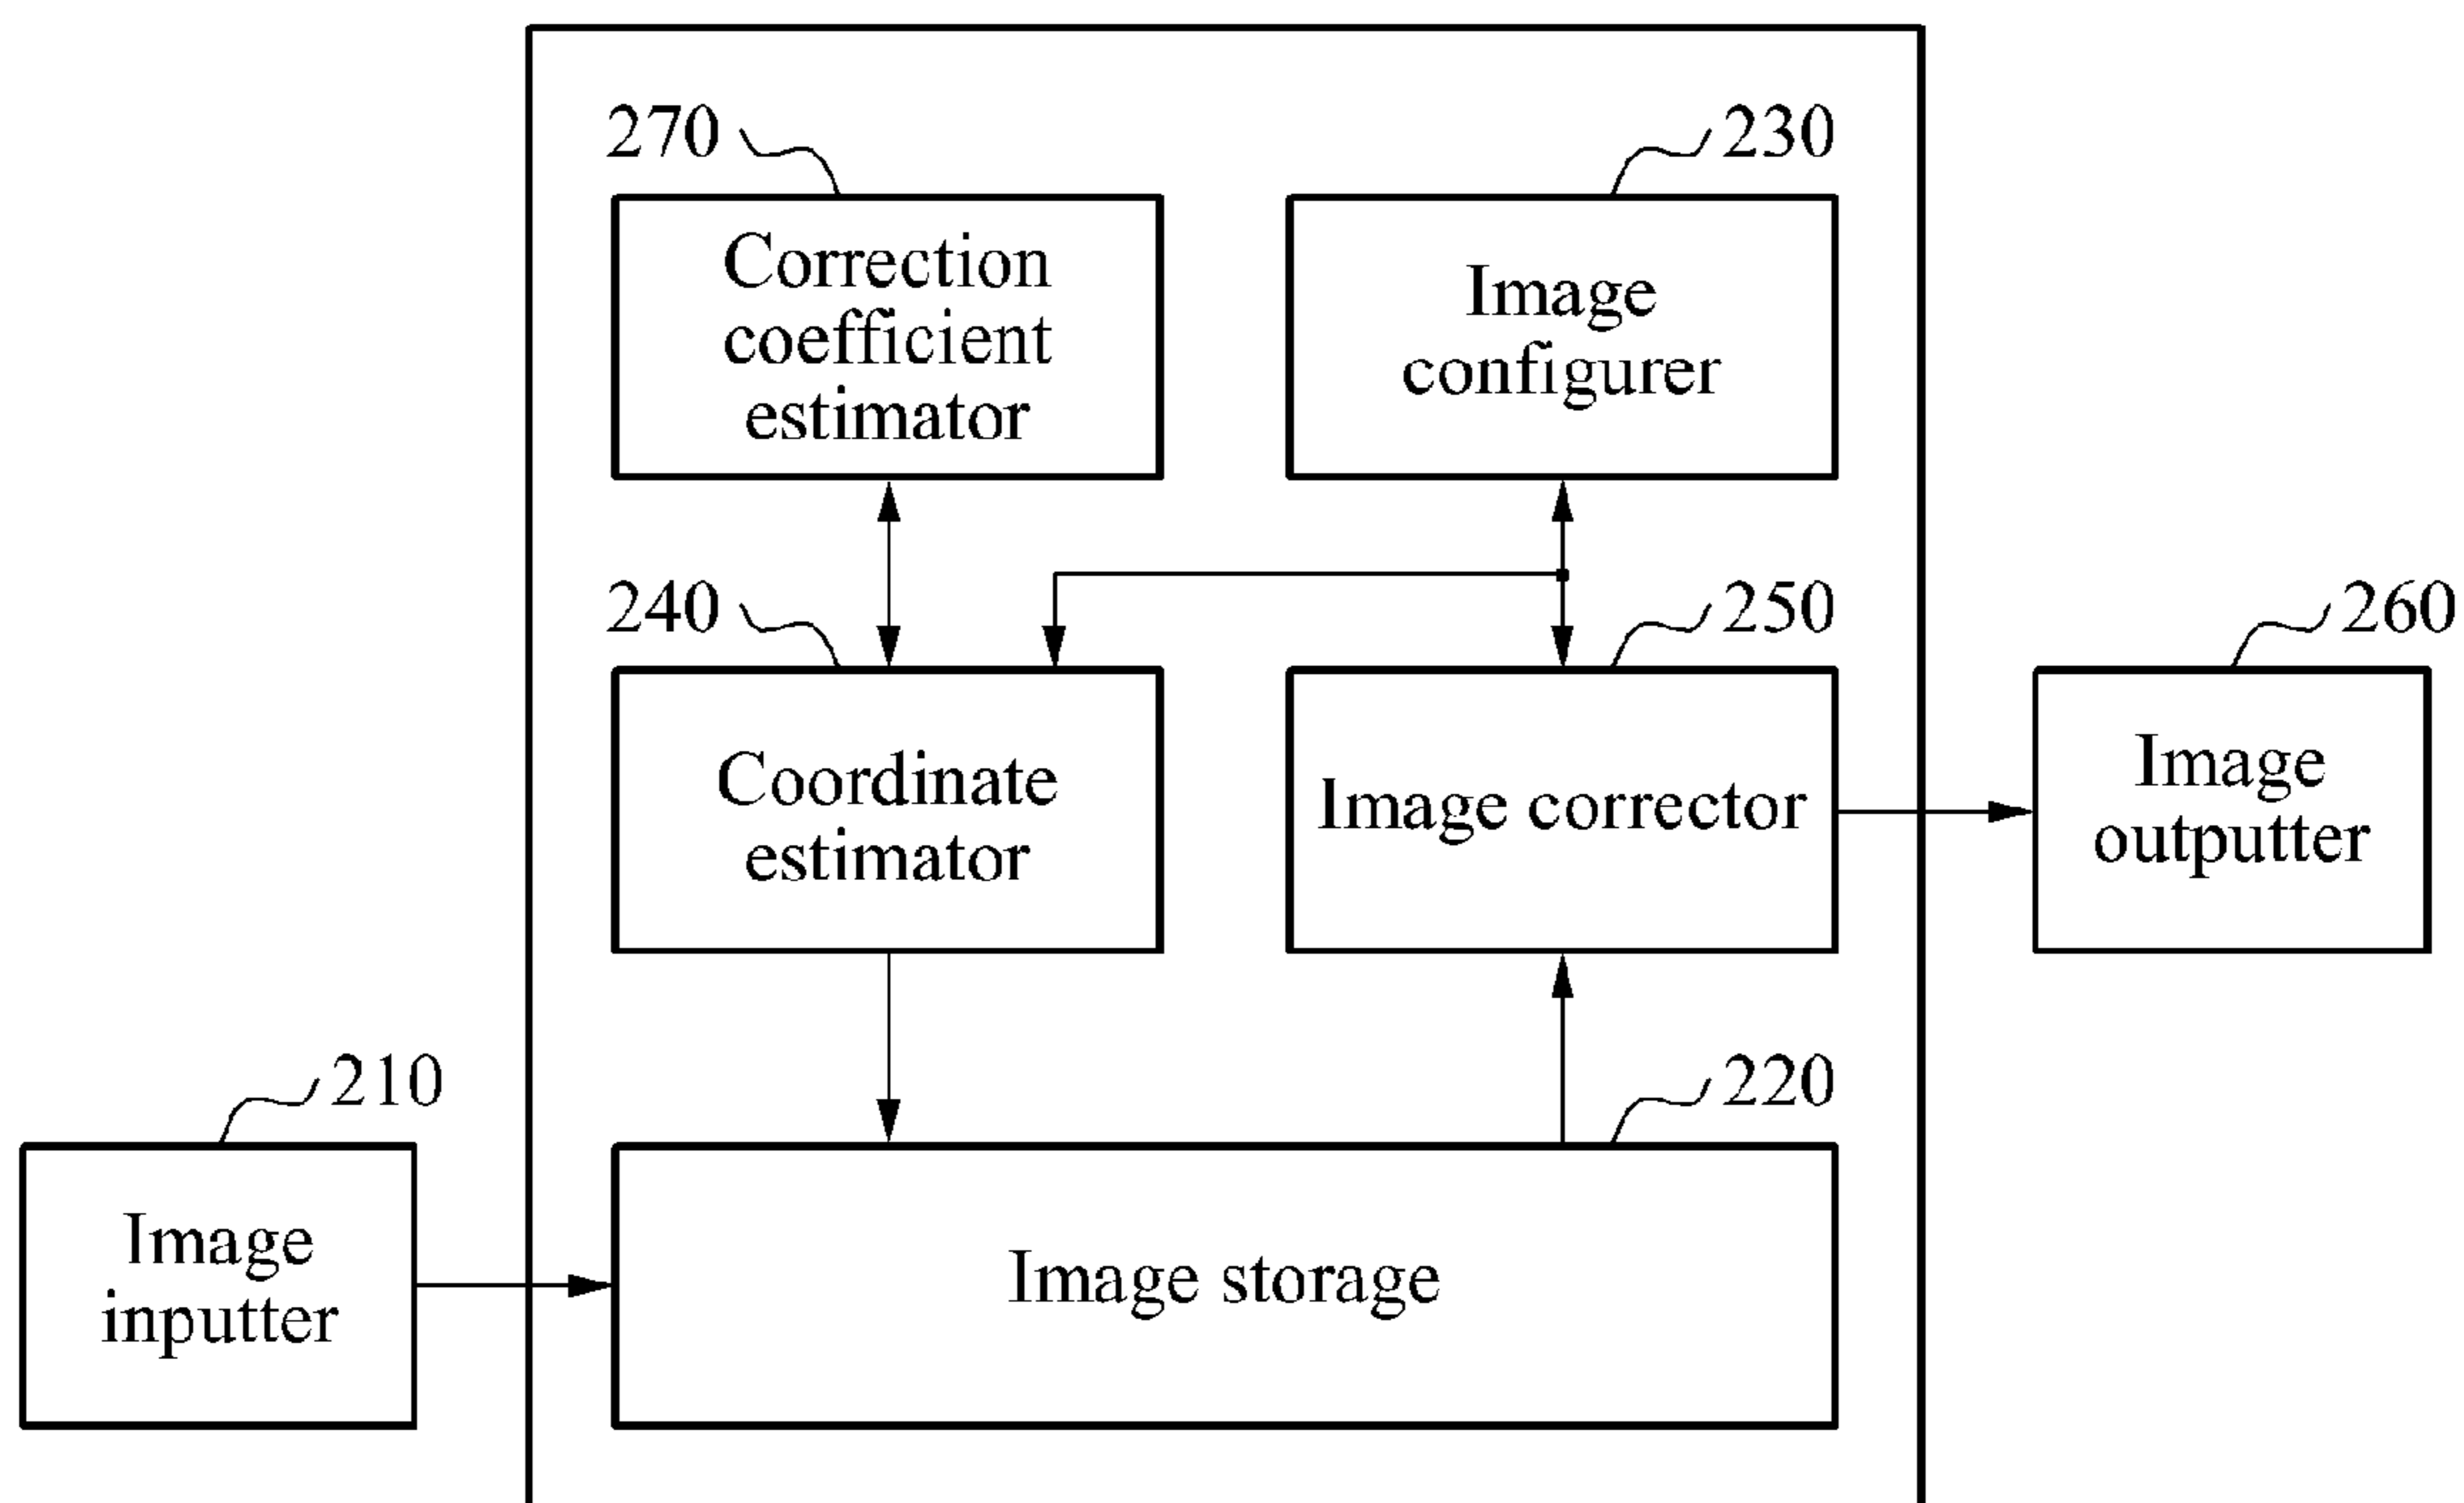 270
230
Correction
coefficient
estimator
Image
configurer
240
250
260
Coordinate
estimator
Image corrector
Image
outputter
210
220
Image
inputter
Image storage